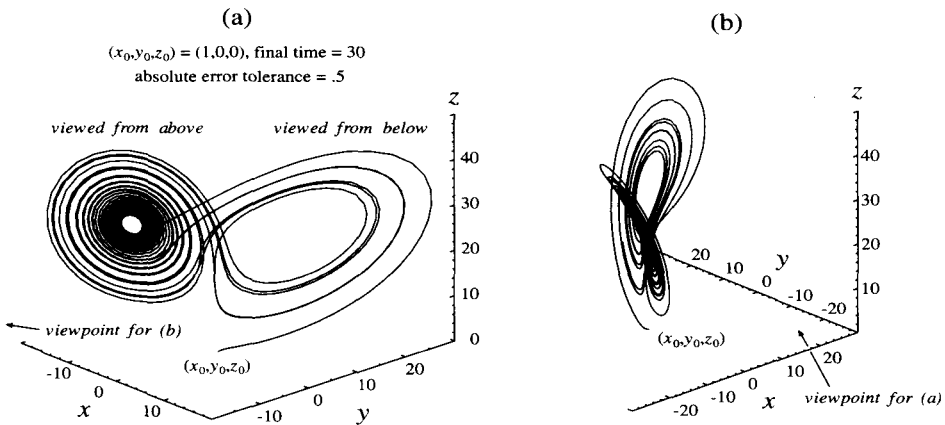 (a)
(x0,y0,z0) = (1,0,0), final time = 30
absolute error tolerance = .5
viewed from above
viewed from below
z
40
30
20
10
0
viewpoint for (b)
(x0,y0,z0)
-10
0
10
x
-10
0
10
20
y
(b)
z
40
30
20
10
20
10
0
-10
-20
y
(x0,y0,z0)
-20
-10
0
10
20
x
viewpoint for (a)